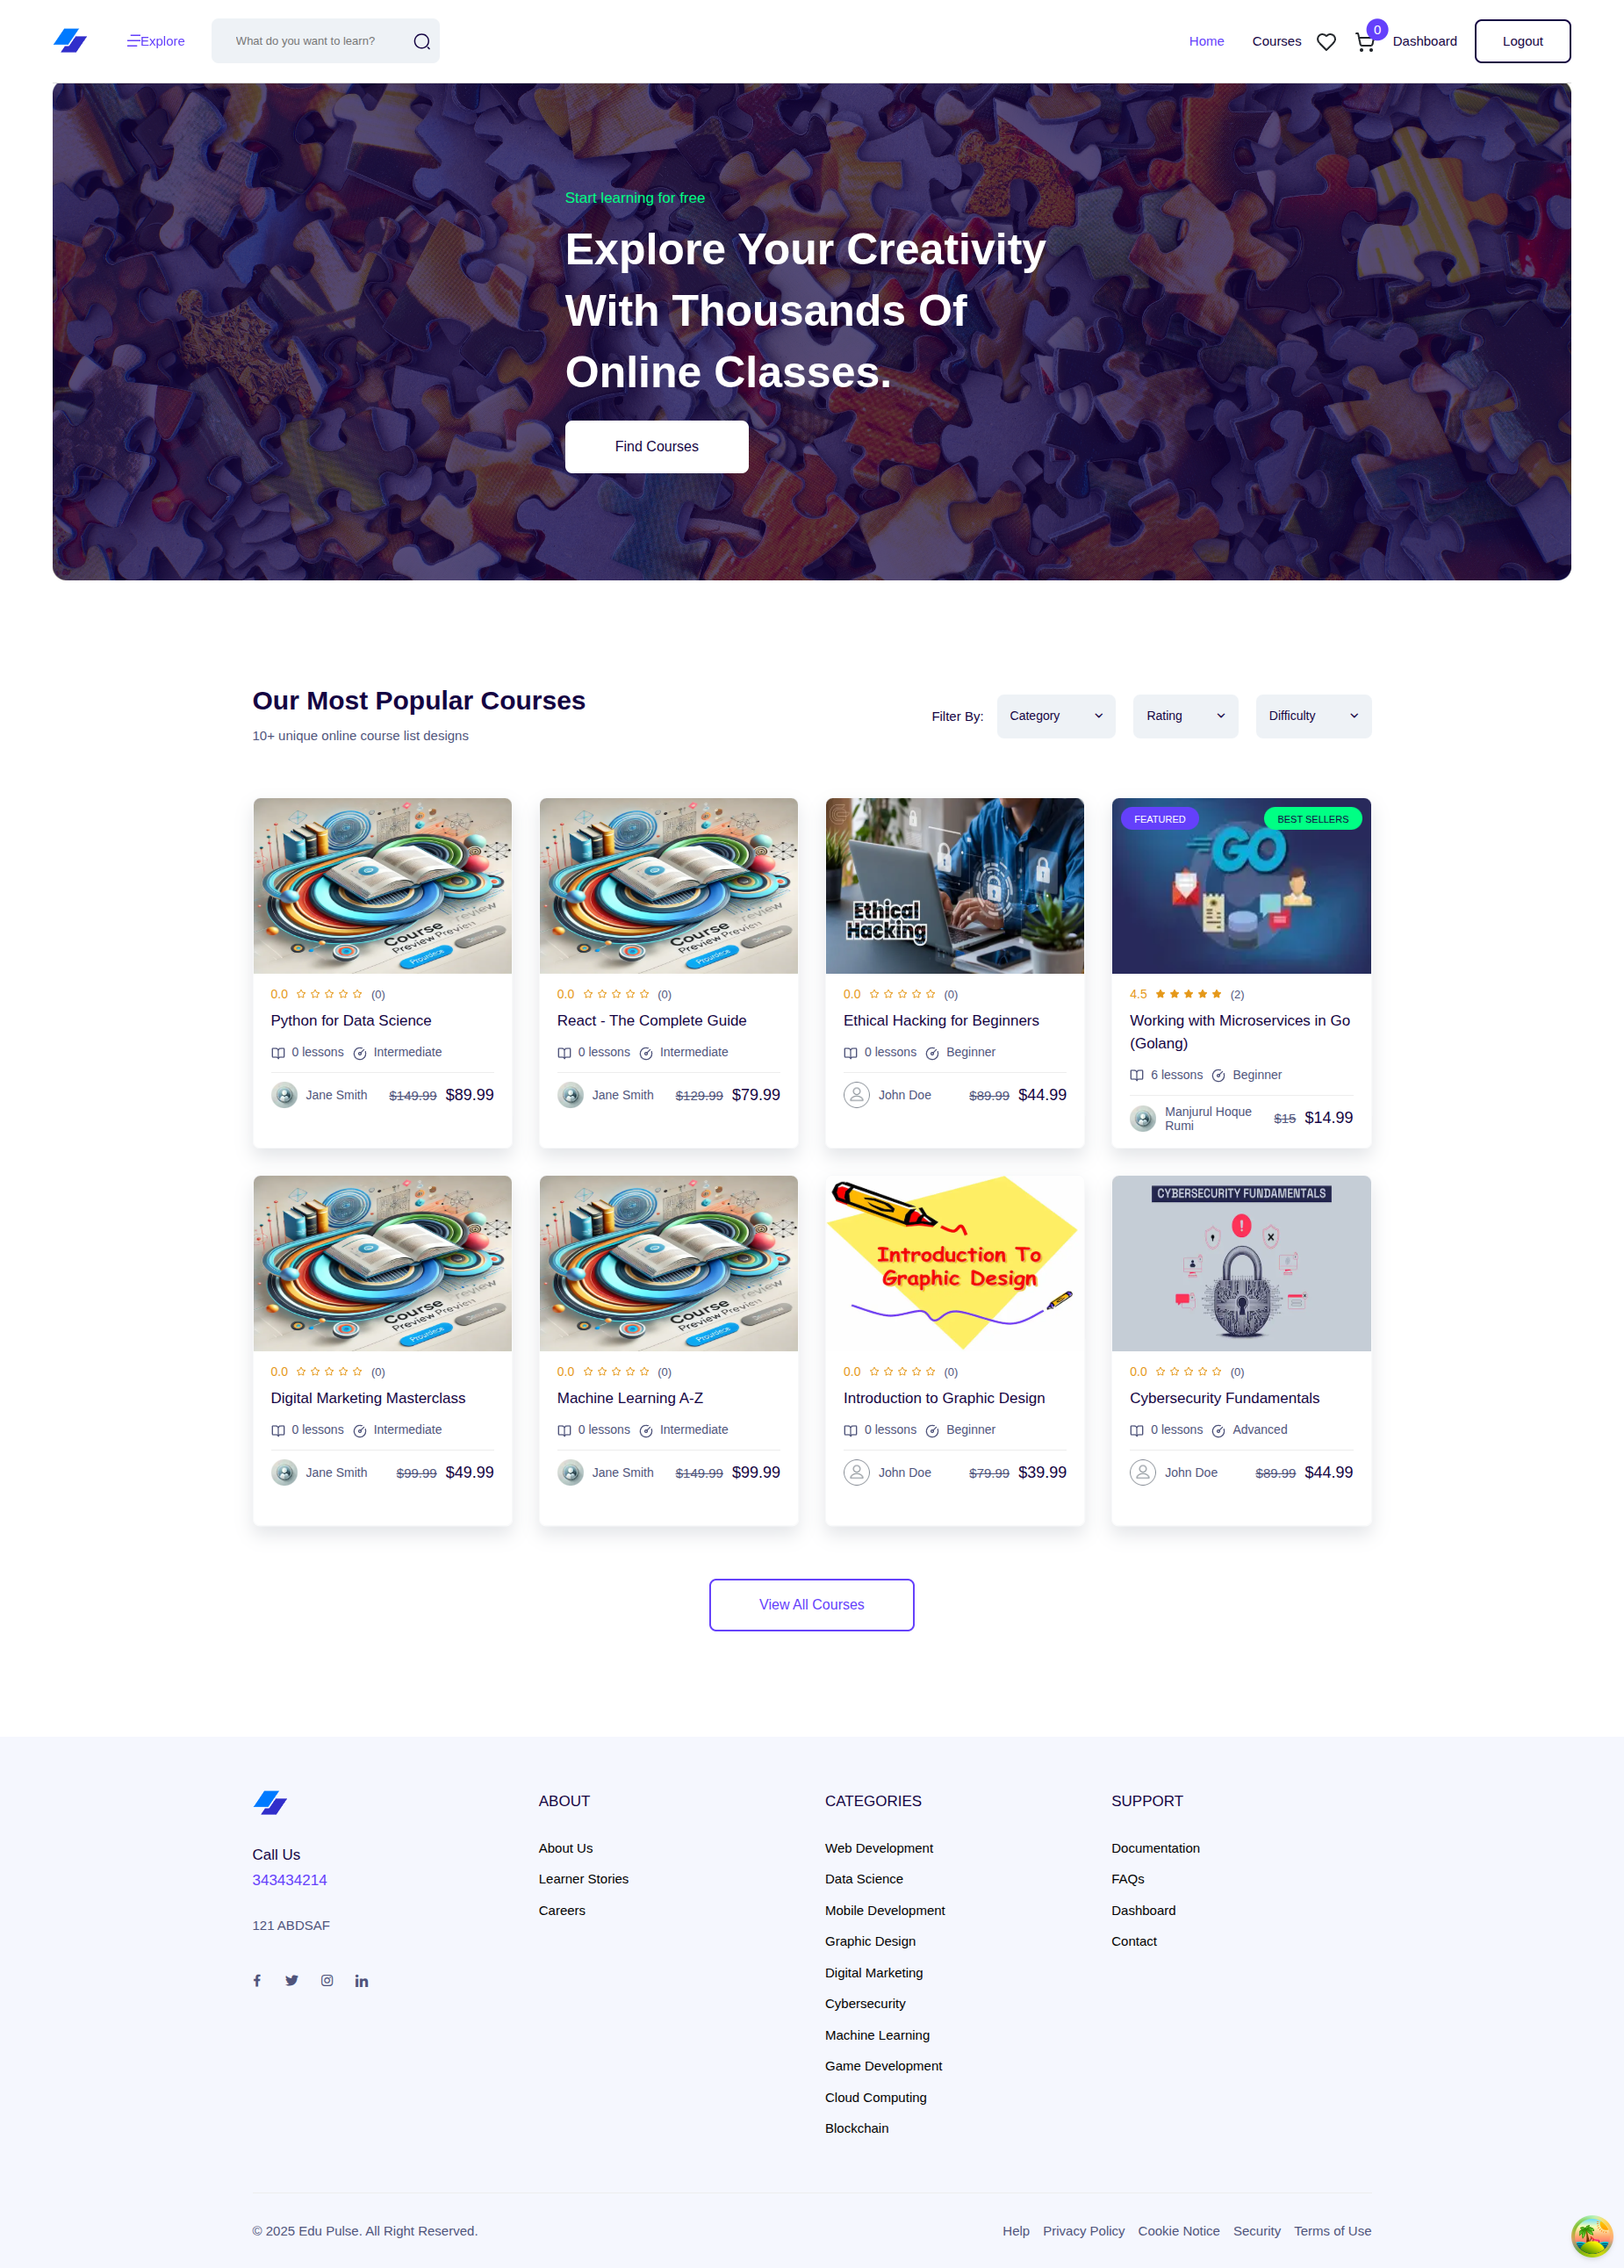 Explore
What do you want to learn?
Home
Courses
0
Dashboard
Logout
Start learning for free
Explore Your Creativity
With Thousands Of
Online Classes.
Find Courses
Our Most Popular Courses
10+ unique online course list designs
Filter By:
Category
Rating
Difficulty
Course
Preview
0.0 (0)
Python for Data Science
0 lessons Intermediate
Jane Smith $149.99 $89.99
Course
Preview
0.0 (0)
React - The Complete Guide
0 lessons Intermediate
Jane Smith $129.99 $79.99
Ethical
Hacking
0.0 (0)
Ethical Hacking for Beginners
0 lessons Beginner
John Doe $89.99 $44.99
FEATURED
BEST SELLERS
GO
4.5 (2)
Working with Microservices in Go
(Golang)
6 lessons Beginner
Manjurul Hoque
Rumi
$15 $14.99
Course
Preview
0.0 (0)
Digital Marketing Masterclass
0 lessons Intermediate
Jane Smith $99.99 $49.99
Course
Preview
0.0 (0)
Machine Learning A-Z
0 lessons Intermediate
Jane Smith $149.99 $99.99
Introduction To
Graphic Design
0.0 (0)
Introduction to Graphic Design
0 lessons Beginner
John Doe $79.99 $39.99
CYBERSECURITY FUNDAMENTALS
0.0 (0)
Cybersecurity Fundamentals
0 lessons Advanced
John Doe $89.99 $44.99
View All Courses
Call Us
343434214
121 ABDSAF
ABOUT
About Us
Learner Stories
Careers
CATEGORIES
Web Development
Data Science
Mobile Development
Graphic Design
Digital Marketing
Cybersecurity
Machine Learning
Game Development
Cloud Computing
Blockchain
SUPPORT
Documentation
FAQs
Dashboard
Contact
© 2025 Edu Pulse. All Right Reserved.
Help Privacy Policy Cookie Notice Security Terms of Use